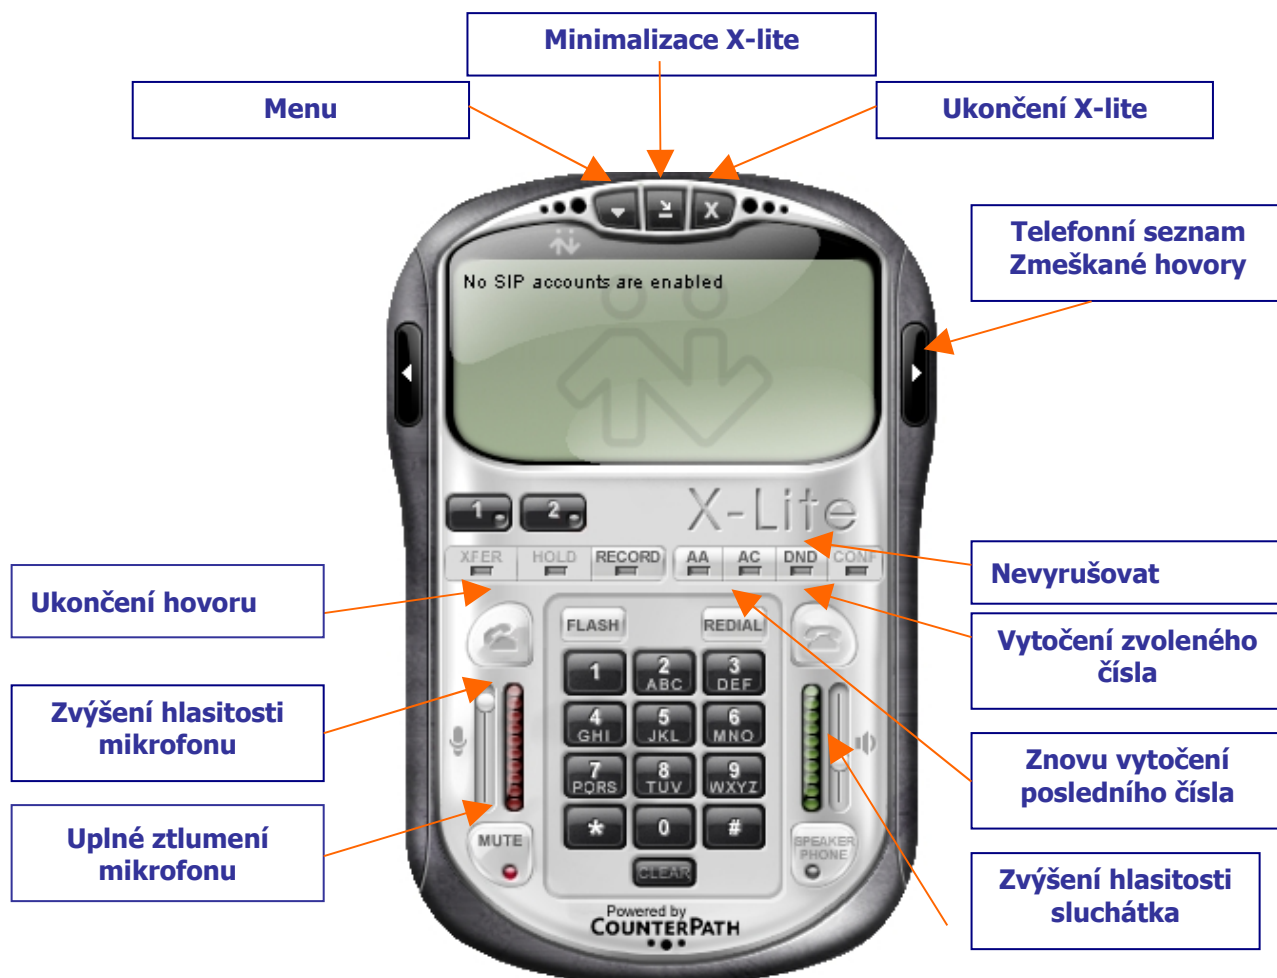 Minimalizace X-lite
Menu
Ukončení X-lite
Telefonní seznam
Zmeškané hovory
No SIP accounts are enabled
1 2
X-Lite
XFER HOLD RECORD AA AC DND CONF
Nevyrušovat
Ukončení hovoru
FLASH REDIAL
Vytočení zvoleného
čísla
1 2 3
ABC DEF
Zvýšení hlasitosti
mikrofonu
4 5 6
GHI JKL MNO
Znovu vytočení
posledního čísla
7 8 9
PQRS TUV WXYZ
* 0 #
Uplné ztlumení
mikrofonu
MUTE
SPEAKER
PHONE
CLEAR
Zvýšení hlasitosti
sluchátka
Powered by
COUNTERPATH